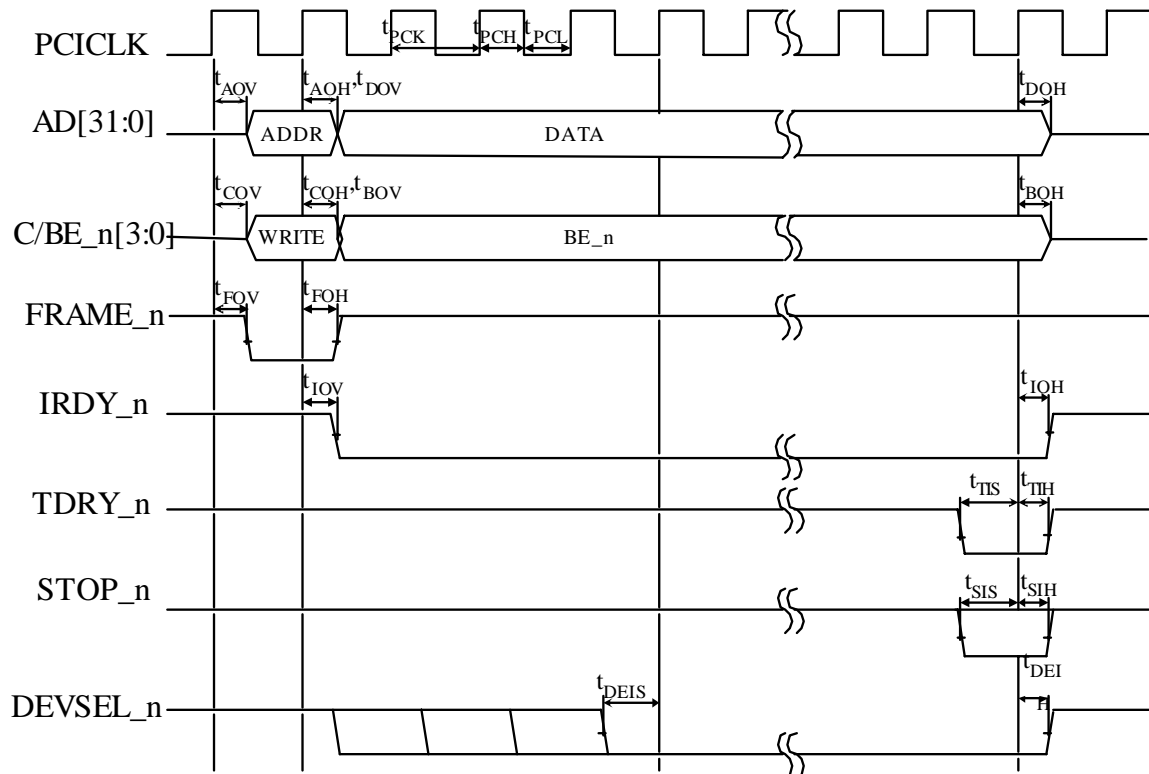 PCICLK
tPCK
tPCH
tPCL
tAOV
tAOH,tDOV
tDOH
AD[31:0]
ADDR
DATA
tCOV
tCOH,tBOV
tBOH
C/BE_n[3:0]
WRITE
BE_n
tFOV
tFOH
FRAME_n
tIOV
tIOH
IRDY_n
tTIS
tTIH
TDRY_n
tSIS
tSIH
STOP_n
tDEIS
tDEI
H
DEVSEL_n